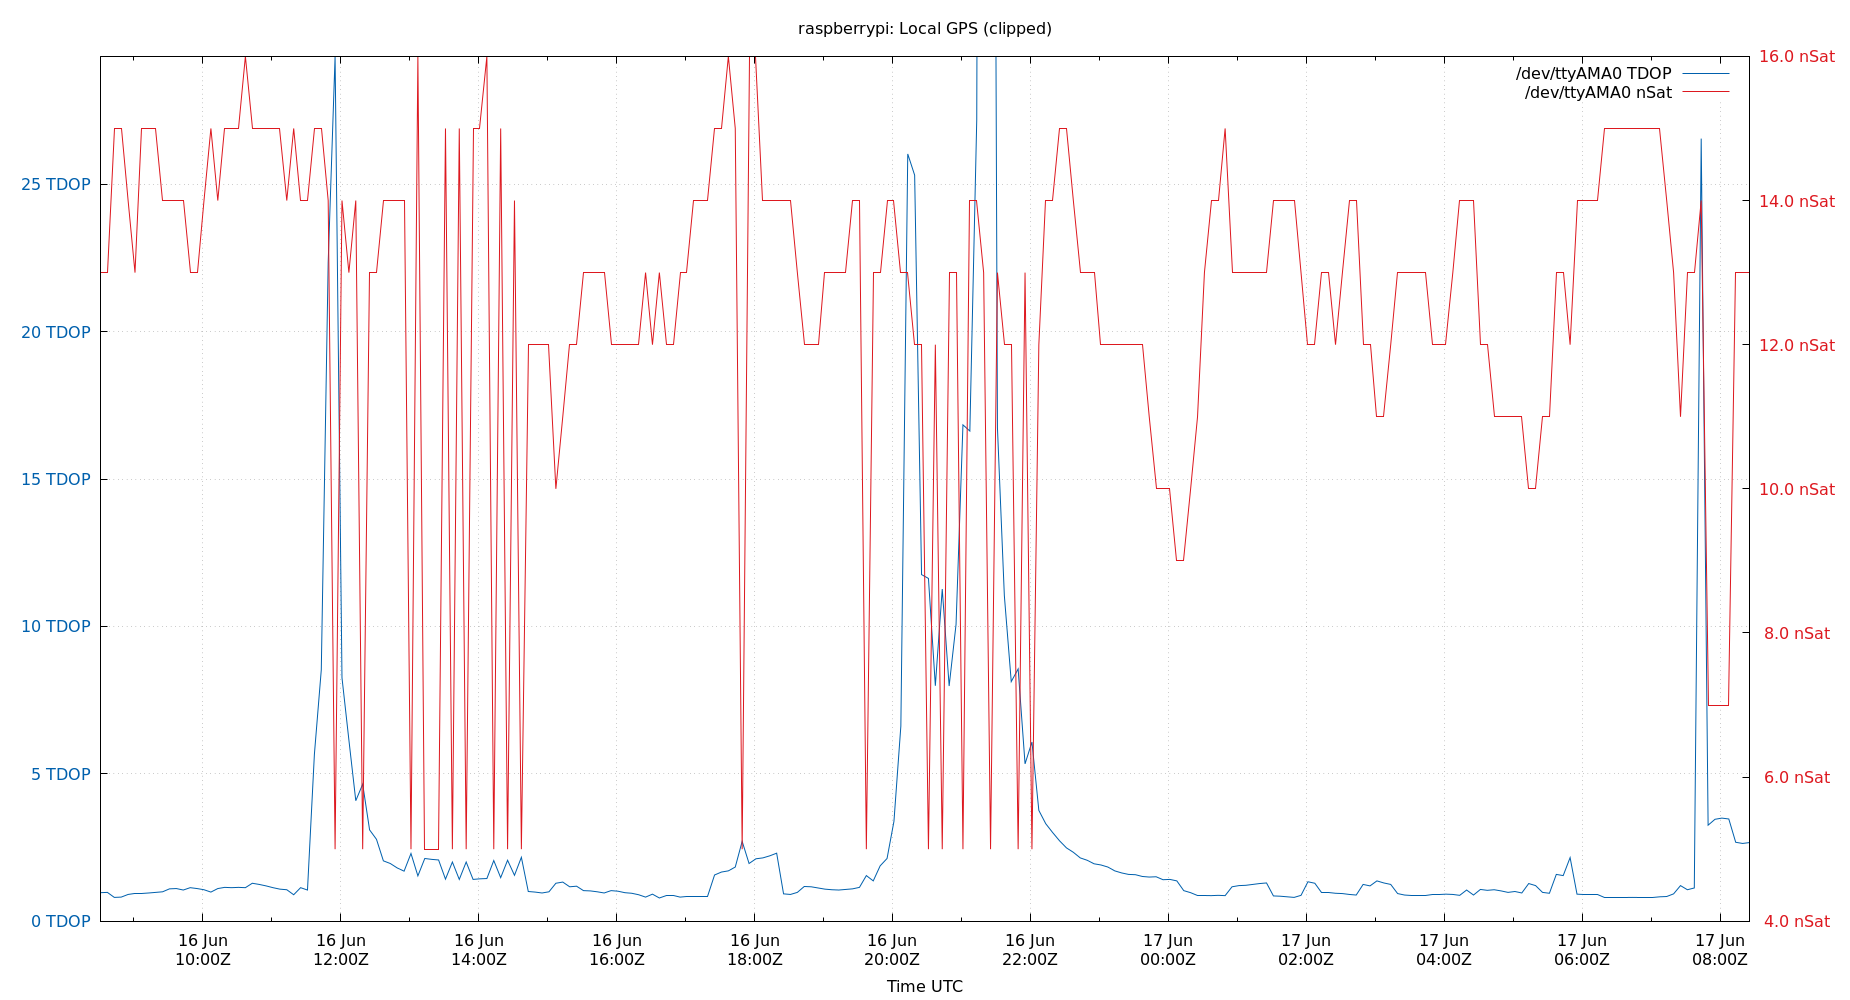 raspberrypi: Local GPS (clipped)
/dev/ttyAMA0 TDOP
/dev/ttyAMA0 nSat
25 TDOP
20 TDOP
15 TDOP
10 TDOP
5 TDOP
0 TDOP
16.0 nSat
14.0 nSat
12.0 nSat
10.0 nSat
8.0 nSat
6.0 nSat
4.0 nSat
16 Jun
10:00Z
16 Jun
12:00Z
16 Jun
14:00Z
16 Jun
16:00Z
16 Jun
18:00Z
16 Jun
20:00Z
16 Jun
22:00Z
17 Jun
00:00Z
17 Jun
02:00Z
17 Jun
04:00Z
17 Jun
06:00Z
17 Jun
08:00Z
Time UTC